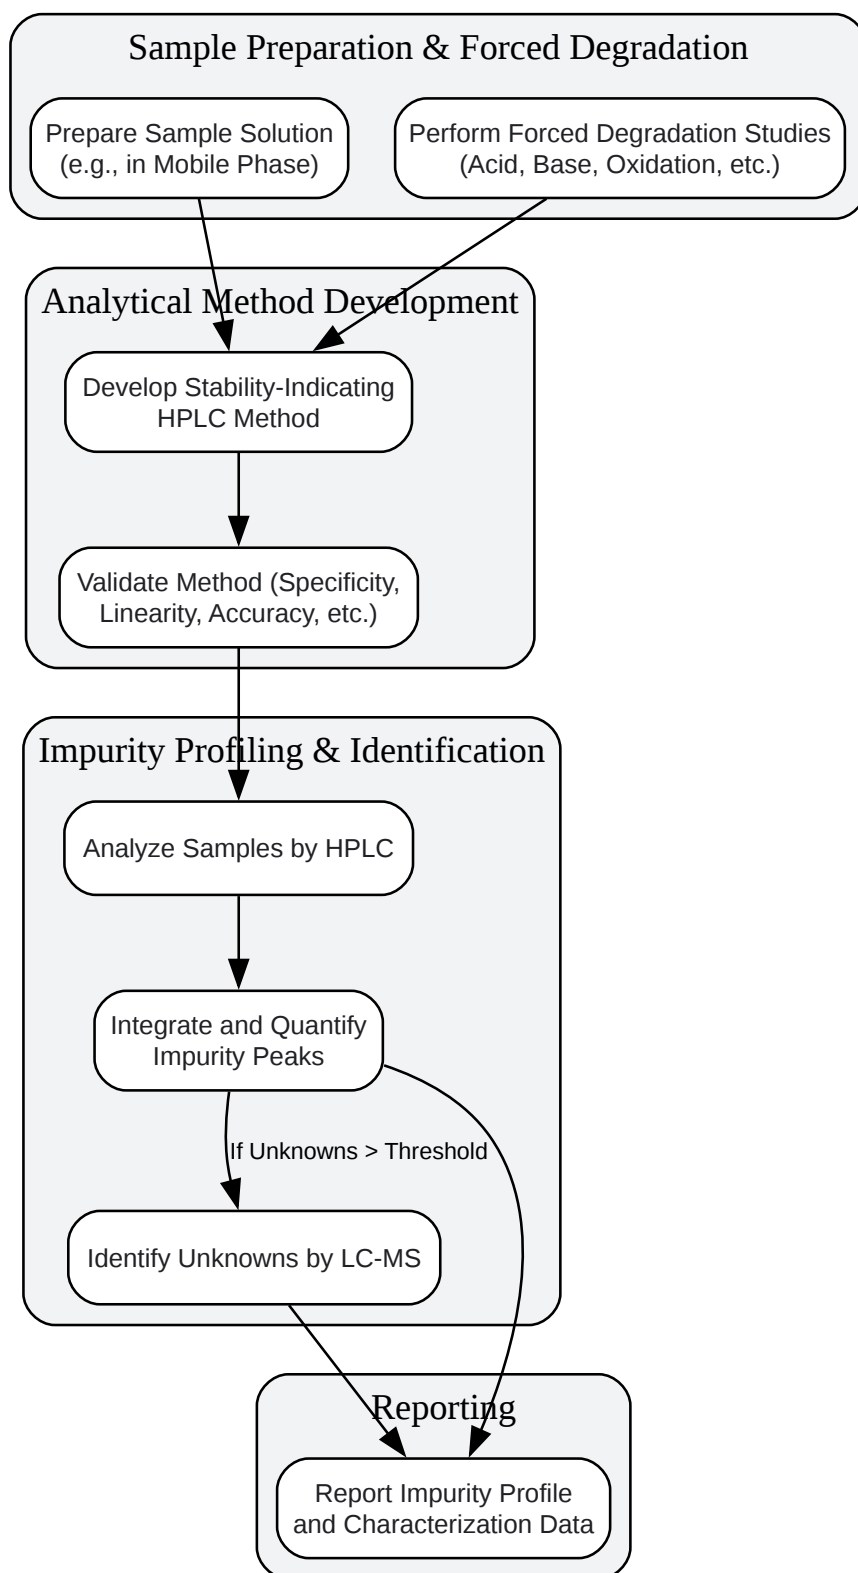 Sample Preparation & Forced Degradation
Prepare Sample Solution
(e.g., in Mobile Phase)
Perform Forced Degradation Studies
(Acid, Base, Oxidation, etc.)
Analytical Method Development
Develop Stability-Indicating
HPLC Method
Validate Method (Specificity,
Linearity, Accuracy, etc.)
Impurity Profiling & Identification
Analyze Samples by HPLC
Integrate and Quantify
Impurity Peaks
If Unknowns > Threshold
Identify Unknowns by LC-MS
Reporting
Report Impurity Profile
and Characterization Data